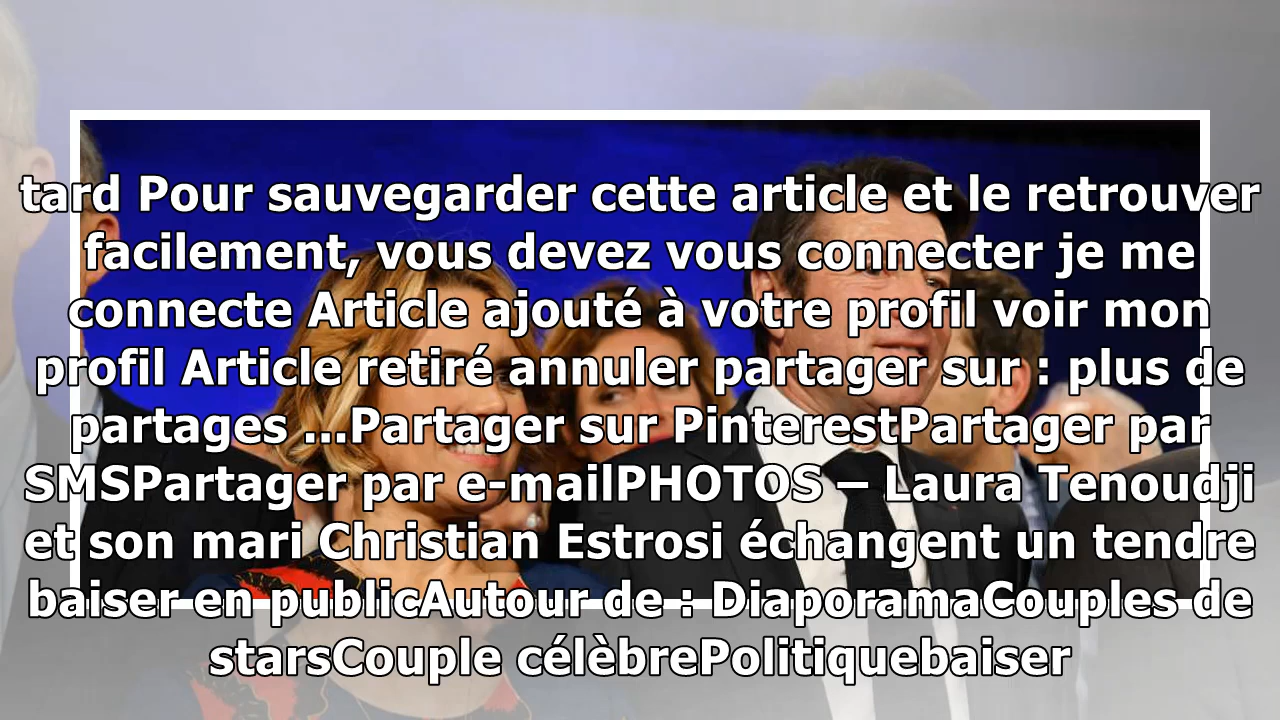 tard Pour sauvegarder cette article et le retrouver
facilement, vous devez vous connecter je me
connecte Article ajouté à votre profil voir mon
profil Article retiré annuler partager sur : plus de
partages ...Partager sur PinterestPartager par
SMSPartager par e-mailPHOTOS – Laura Tenoudji
et son mari Christian Estrosi échangent un tendre
baiser en publicAutour de : DiaporamaCouples de
starsCouple célèbrePolitiquebaiser